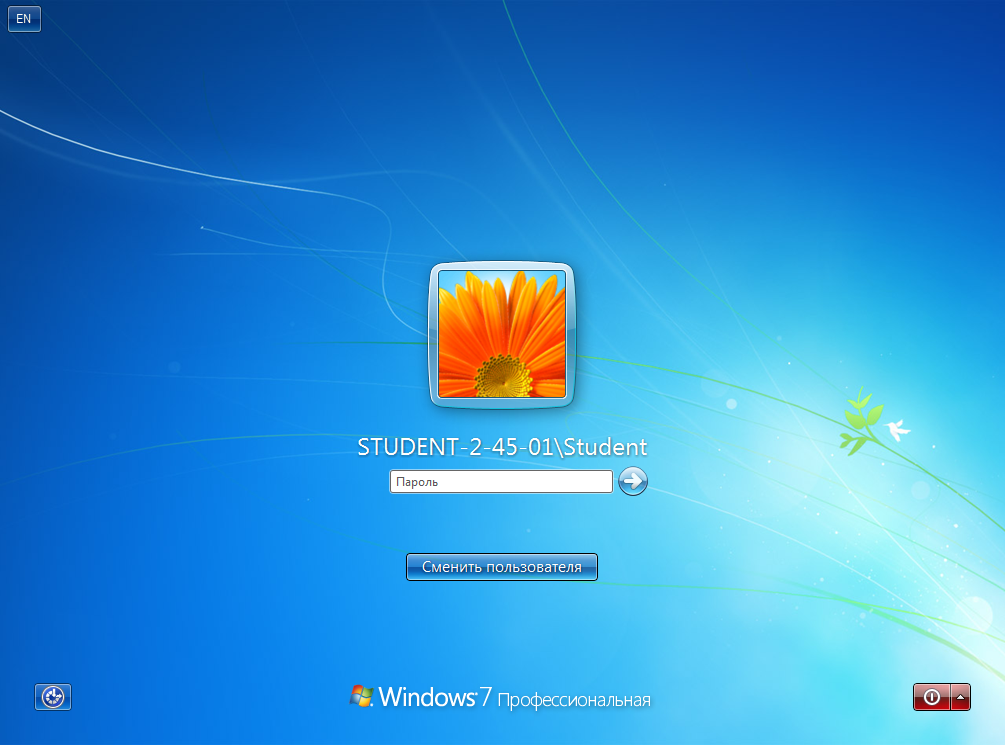 EN
STUDENT-2-45-01\Student
Пароль
Сменить пользователя
Windows 7 Профессиональная